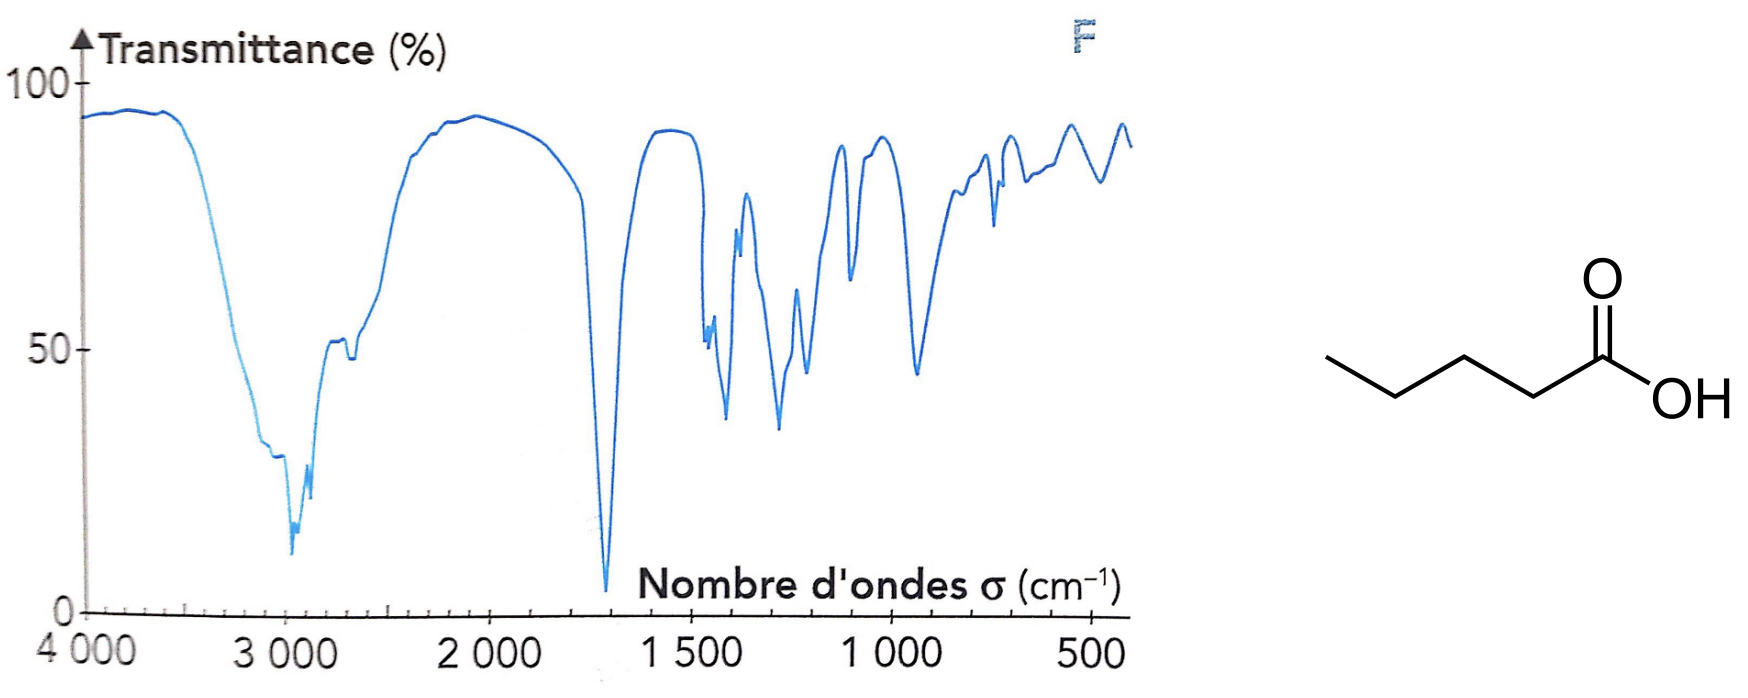 Transmittance (%)
F
100
50
0
Nombre d'ondes σ (cm⁻¹)
4 000 3 000 2 000 1 500 1 000 500
O
OH